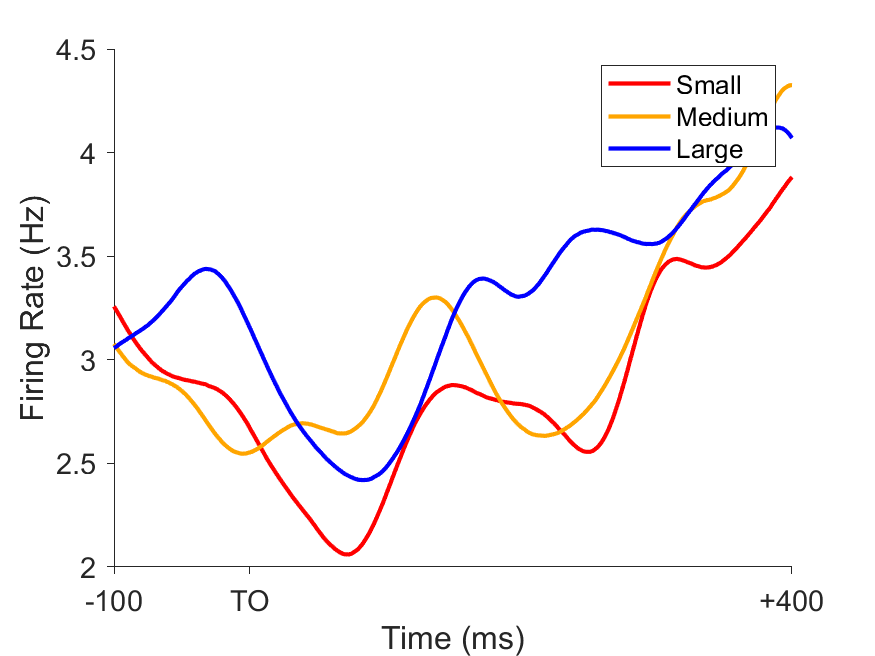 4.5
4
3.5
3
2.5
2
Firing Rate (Hz)
Small
Medium
Large
-100
TO
+400
Time (ms)